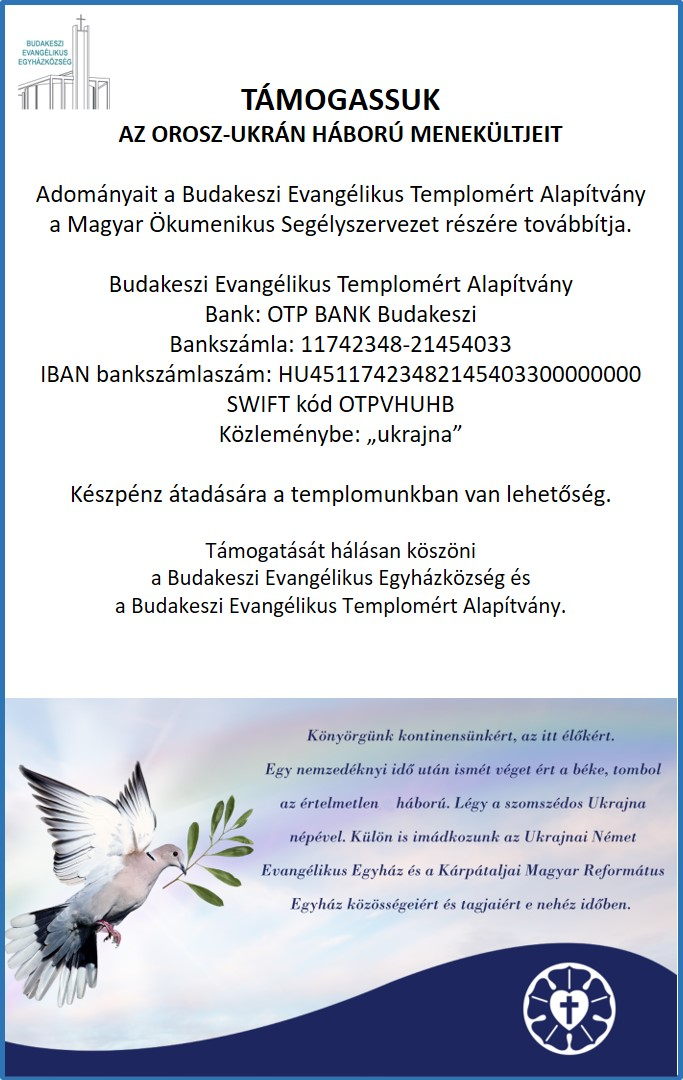 BUDAKESZI
EVANGÉLIKUS
EGYHÁZKÖZSÉG
TÁMOGASSUK
AZ OROSZ-UKRÁN HÁBORÚ MENEKÜLTJEIT
Adományait a Budakeszi Evangélikus Templomért Alapítvány
a Magyar Ökumenikus Segélyszervezet részére továbbítja.
Budakeszi Evangélikus Templomért Alapítvány
Bank: OTP BANK Budakeszi
Bankszámla: 11742348-21454033
IBAN bankszámlaszám: HU45117423482145403300000000
SWIFT kód OTPVHUHB
Közleménybe: „ukrajna”
Készpénz átadására a templomunkban van lehetőség.
Támogatását hálásan köszöni
a Budakeszi Evangélikus Egyházközség és
a Budakeszi Evangélikus Templomért Alapítvány.
Könyörgünk kontinensünkért, az itt élőkért.
Egy nemzedéknyi idő után ismét véget ért a béke, tombol
az értelmetlen háború. Légy a szomszédos Ukrajna
népével. Külön is imádkozunk az Ukrajnai Német
Evangélikus Egyház és a Kárpátaljai Magyar Református
Egyház közösségeiért és tagjaiért e nehéz időben.